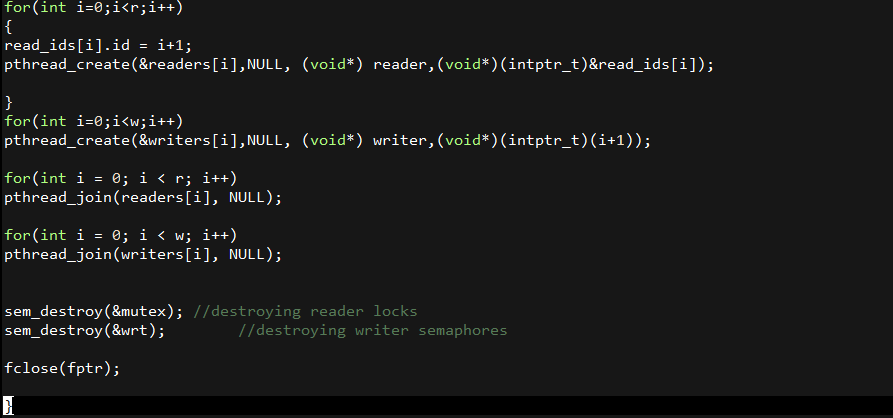 for(int i=0;i<r;i++)
{
read_ids[i].id = i+1;
pthread_create(&readers[i],NULL, (void*) reader,(void*)(intptr_t)&read_ids[i]);
}
for(int i=0;i<w;i++)
pthread_create(&writers[i],NULL, (void*) writer,(void*)(intptr_t)(i+1));
for(int i = 0; i < r; i++)
pthread_join(readers[i], NULL);
for(int i = 0; i < w; i++)
pthread_join(writers[i], NULL);
sem_destroy(&mutex); //destroying reader locks
sem_destroy(&wrt);        //destroying writer semaphores
fclose(fptr);
}